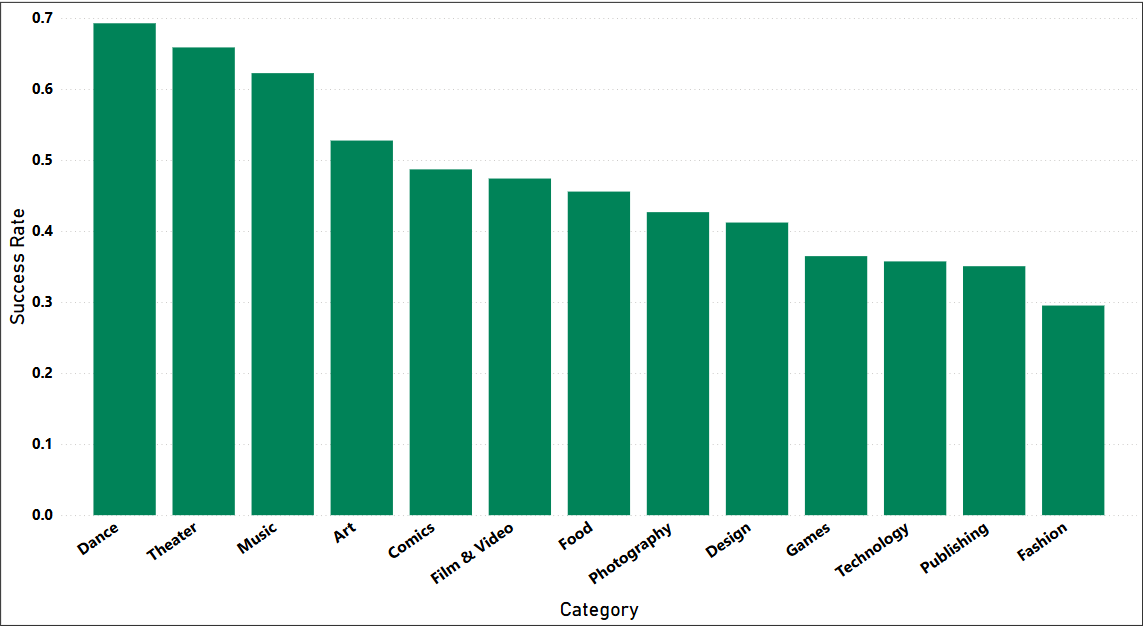 0.7
0.6
0.5
0.4
0.3
0.2
0.1
0.0
Success Rate
Dance
Theater
Music
Art
Comics
Film & Video
Food
Photography
Design
Games
Technology
Publishing
Fashion
Category